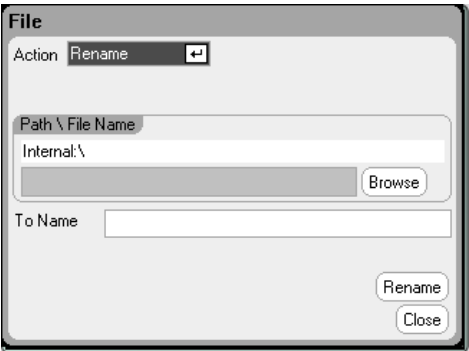 File
Action Rename
Path \ File Name
Internal:\
Browse
To Name
Rename
Close